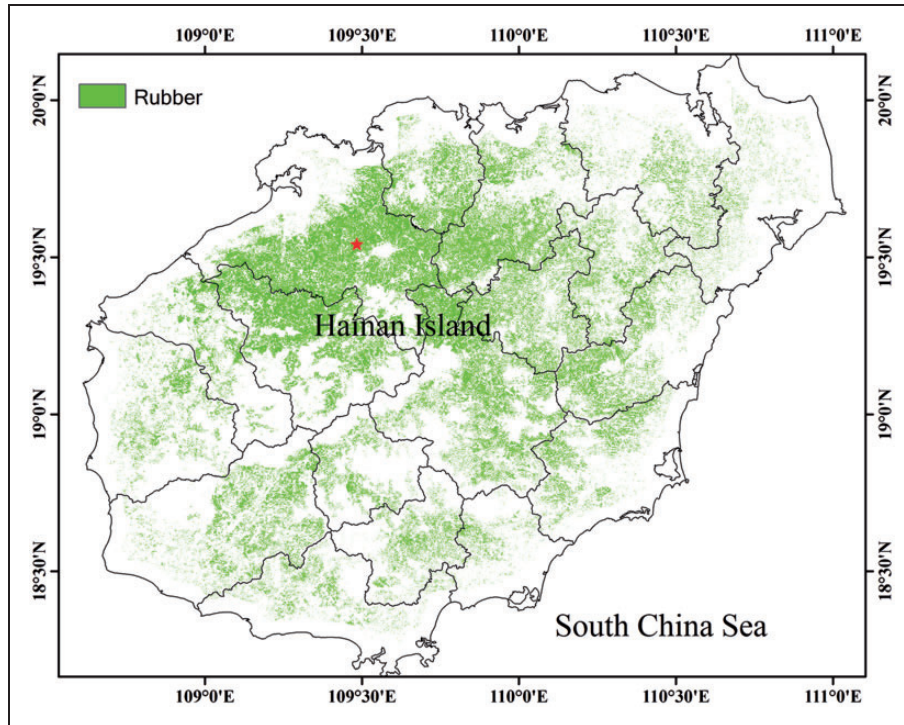 109°0'E 109°30'E 110°0'E 110°30'E 111°0'E
Rubber
20°0'N 20°0'N
19°30'N 19°30'N
Hainan Island
19°0'N 19°0'N
18°30'N 18°30'N
South China Sea
109°0'E 109°30'E 110°0'E 110°30'E 111°0'E